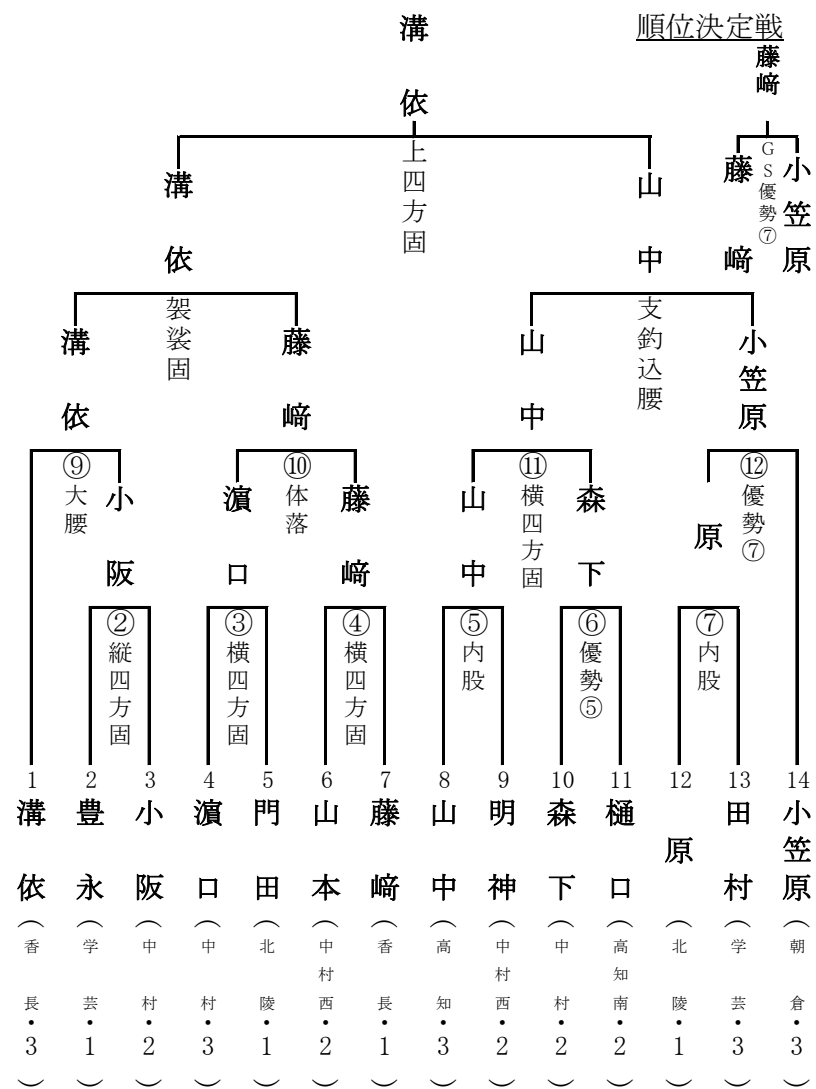 溝依
順位決定戦
藤﨑
上四方固
溝依
山中
藤﨑
GS優勢⑦
小笠原
袈裟固
支釣込腰
溝依
藤﨑
山中
小笠原
⑨大腰
⑩体落
⑪横四方固
⑫優勢⑦
小阪
濵口
藤﨑
山中
森下
原
②縦四方固
③横四方固
④横四方固
⑤内股
⑥優勢⑤
⑦内股
1 溝依(香長・3)
2 豊永(学芸・1)
3 小阪(中村・2)
4 濵口(中村・3)
5 門田(北陵・1)
6 山本(中村西・2)
7 藤﨑(香長・1)
8 山中(高知・3)
9 明神(中村西・2)
10 森下(中村・2)
11 樋口(高知南・2)
12 原(北陵・1)
13 田村(学芸・3)
14 小笠原(朝倉・3)